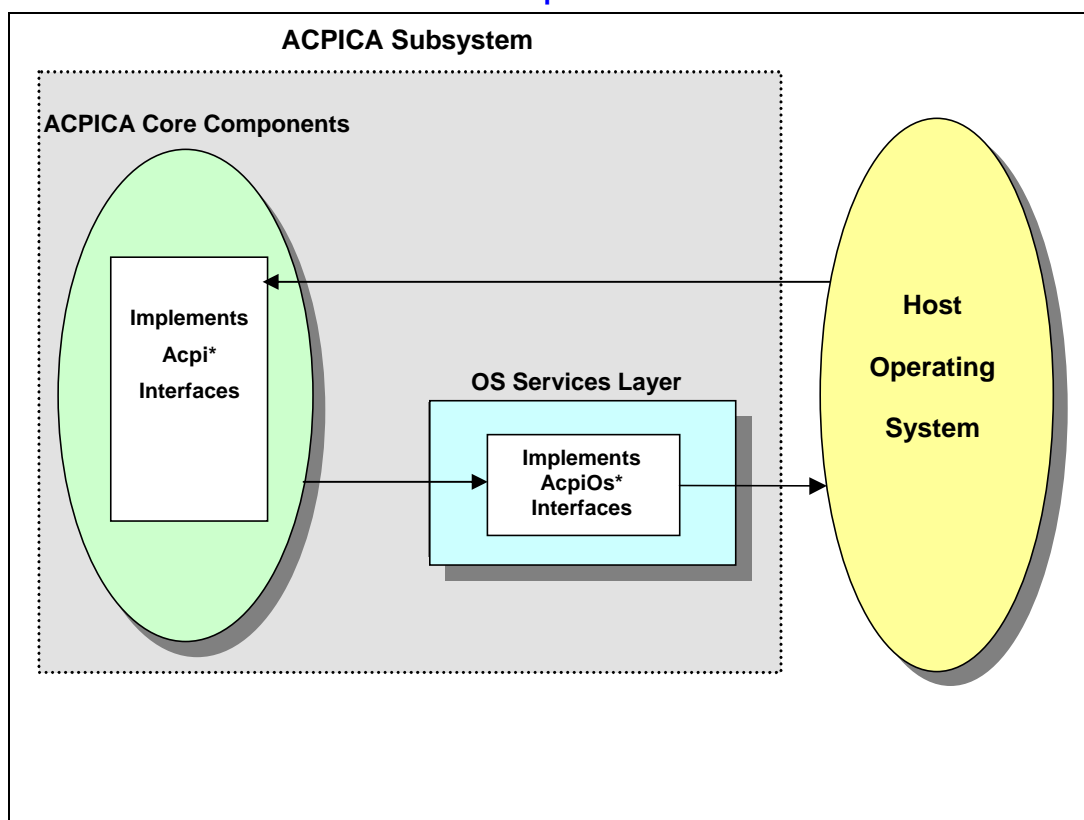 ACPICA Subsystem
ACPICA Core Components
Implements
Acpi*
Interfaces
OS Services Layer
Implements
AcpiOs*
Interfaces
Host
Operating
System